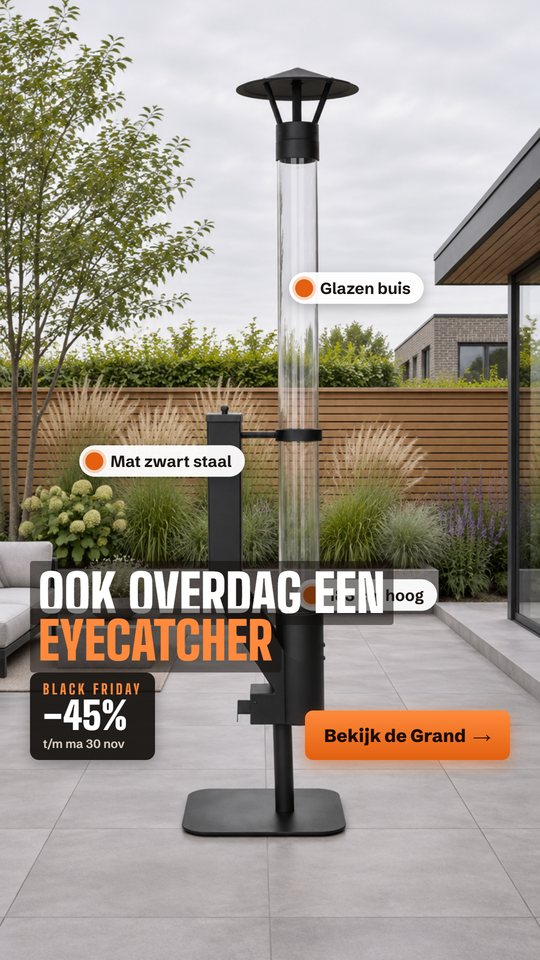 Glazen buis
Mat zwart staal
hoog
OOK OVERDAG EEN
EYECATCHER
BLACK FRIDAY
–45%
t/m ma 30 nov
Bekijk de Grand →